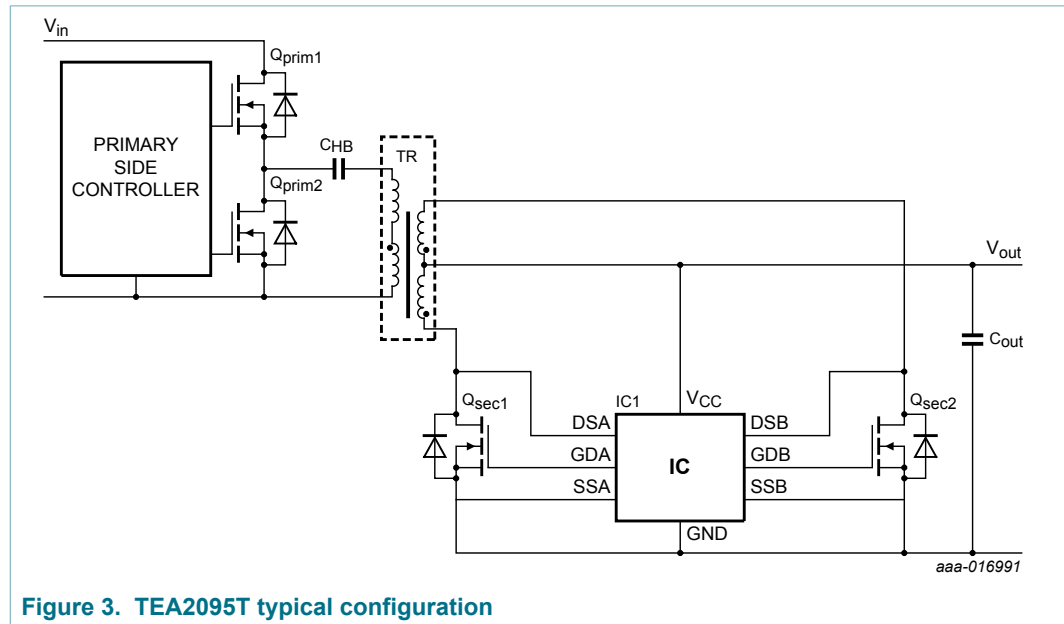 Vin
Qprim1
PRIMARY
SIDE
CONTROLLER
CHB
TR
Qprim2
Vout
Cout
Qsec1
IC1
VCC
Qsec2
DSA
DSB
GDA
IC
GDB
SSA
SSB
GND
aaa-016991
Figure 3. TEA2095T typical configuration